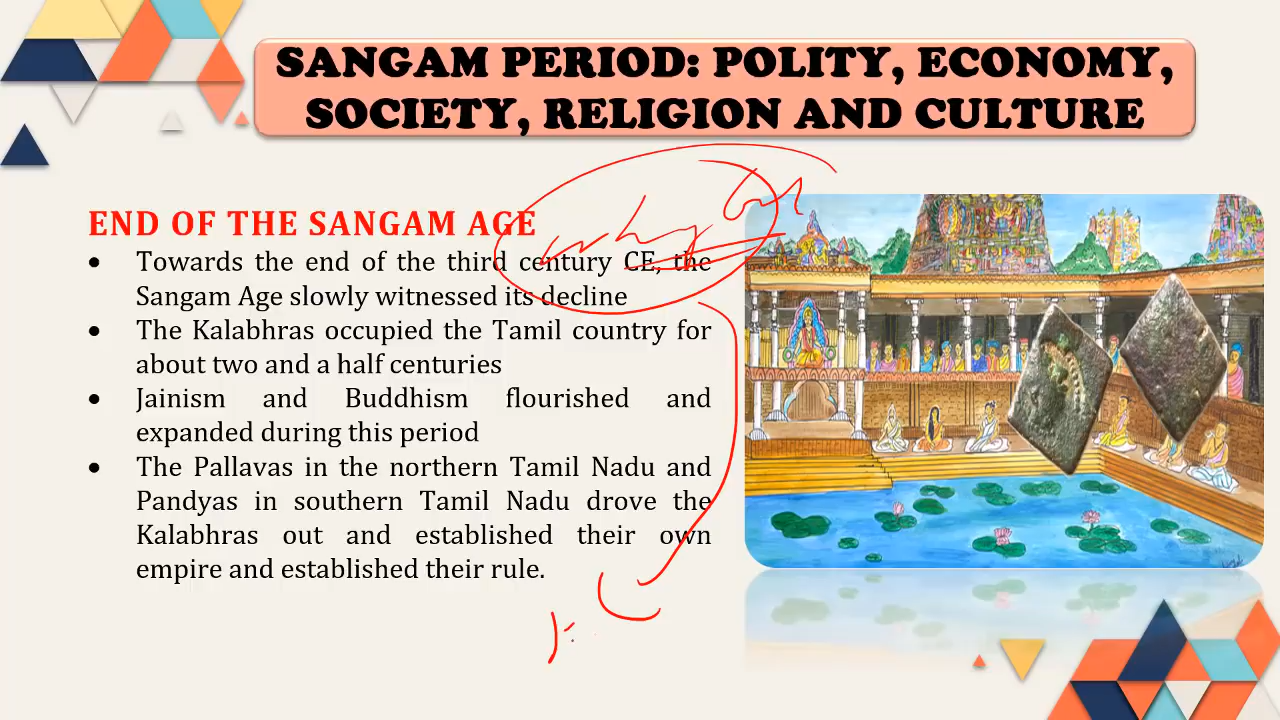 SANGAM PERIOD: POLITY, ECONOMY,
SOCIETY, RELIGION AND CULTURE
END OF THE SANGAM AGE
• Towards the end of the third century CE, the
Sangam Age slowly witnessed its decline
• The Kalabhras occupied the Tamil country for
about two and a half centuries
• Jainism and Buddhism flourished and
expanded during this period
• The Pallavas in the northern Tamil Nadu and
Pandyas in southern Tamil Nadu drove the
Kalabhras out and established their own
empire and established their rule.
why